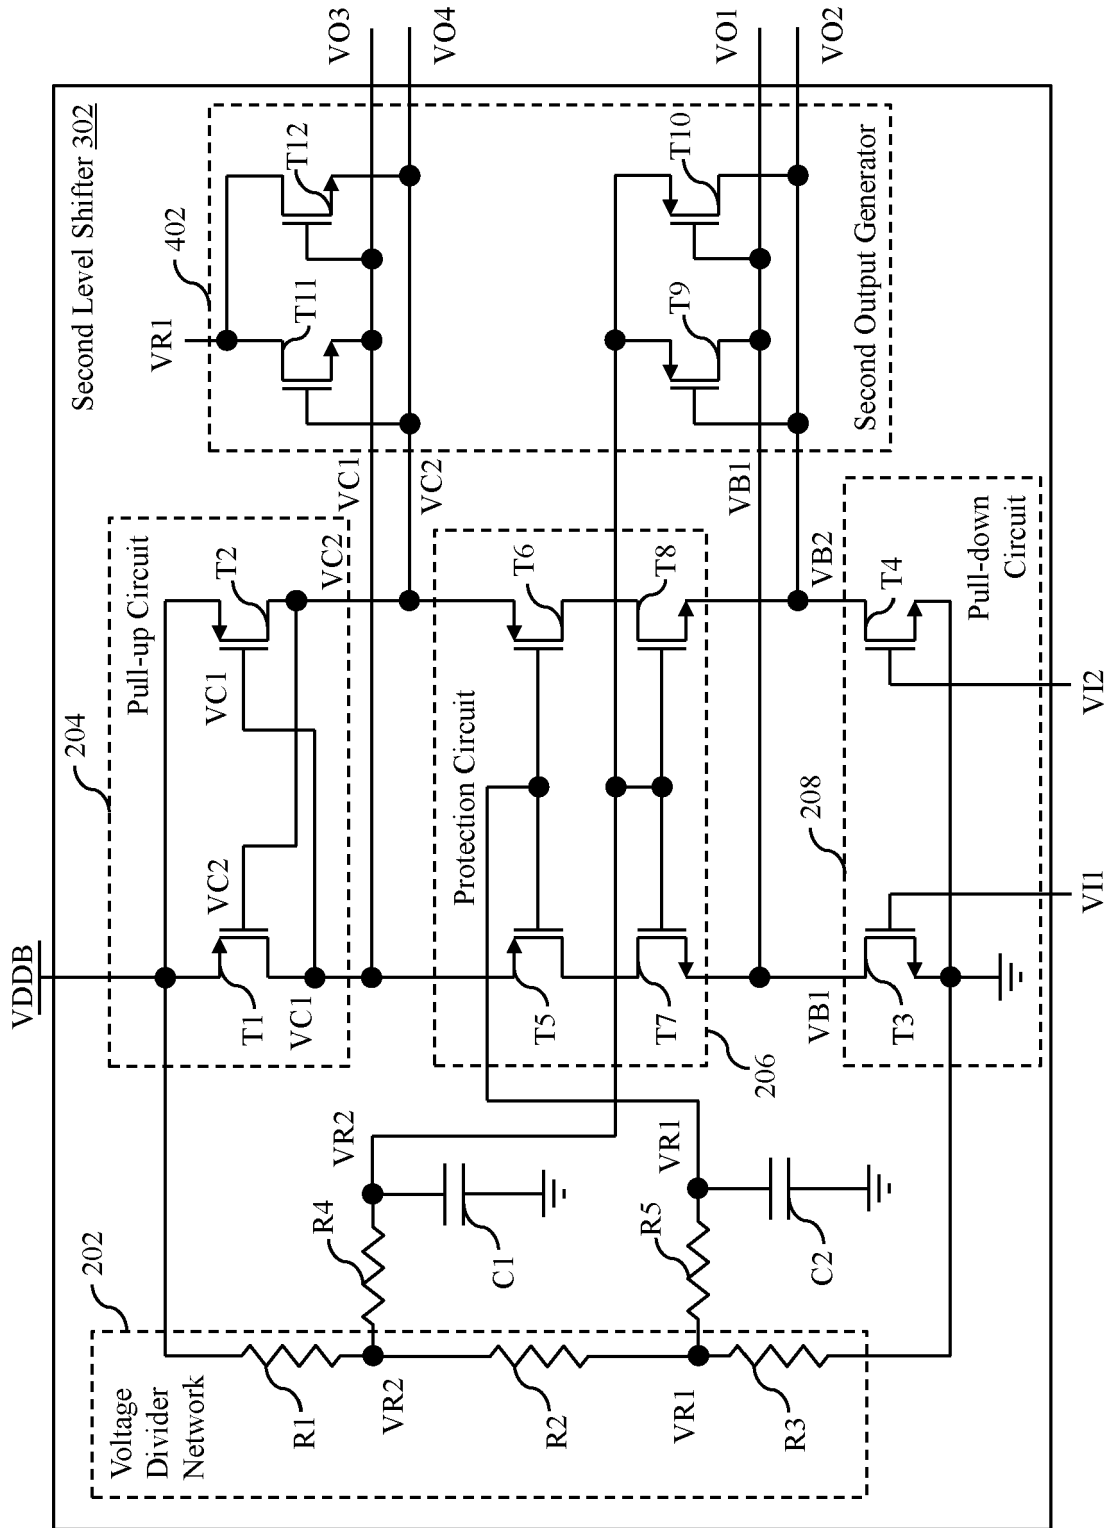 Second Level Shifter 302
VDDB
204
Pull-up Circuit
VC2
VC1
T1
T2
VC1
VC2
VR1
402
T11
T12
VO3
VO4
VC1
VC2
202
Voltage
Divider
Network
R1
VR2
R2
VR1
R3
R4
VR2
C1
R5
VR1
C2
Protection Circuit
T5
T6
T7
T8
206
T9
T10
VO1
VO2
VB1
Second Output Generator
VB1
VB2
208
T3
T4
Pull-down
Circuit
VI1
VI2